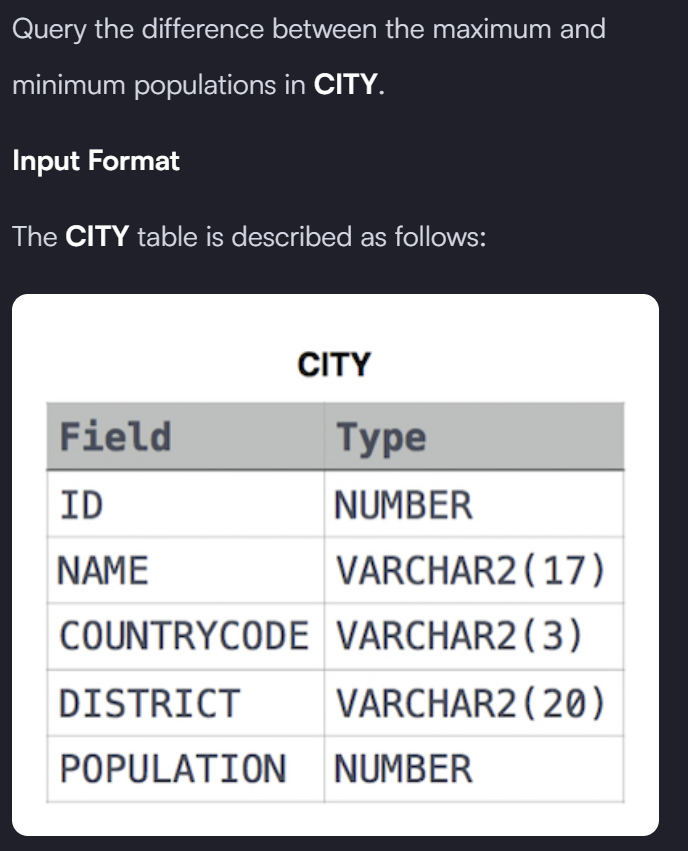 Query the difference between the maximum and
minimum populations in CITY.
Input Format
The CITY table is described as follows:
CITY
Field Type
ID NUMBER
NAME VARCHAR2(17)
COUNTRYCODE VARCHAR2(3)
DISTRICT VARCHAR2(20)
POPULATION NUMBER